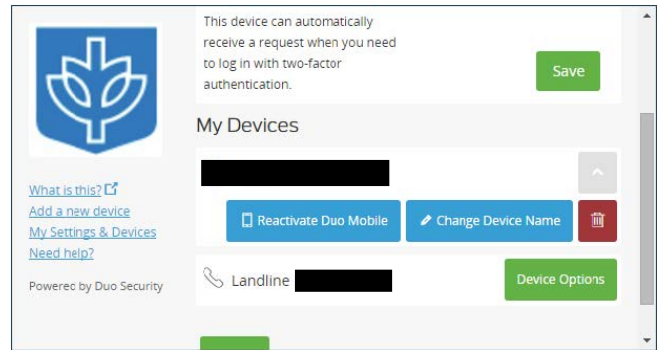 This device can automatically
receive a request when you need
to log in with two-factor
authentication.
Save
My Devices
What is this?
Add a new device
My Settings & Devices
Need help?
Powered by Duo Security
Reactivate Duo Mobile
Change Device Name
Landline
Device Options